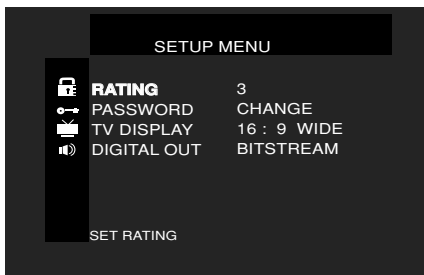 SETUP MENU
RATING 3
PASSWORD CHANGE
TV DISPLAY 16 : 9 WIDE
DIGITAL OUT BITSTREAM
SET RATING